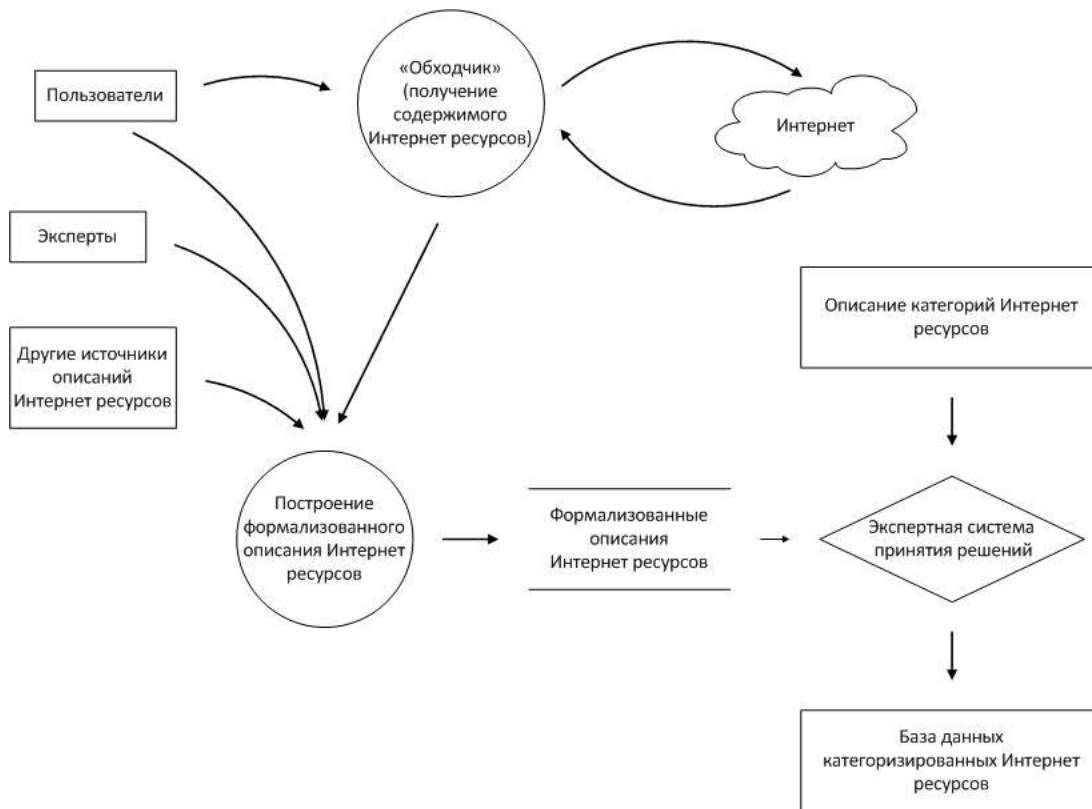 Пользователи
«Обходчик»
(получение
содержимого
Интернет ресурсов)
Интернет
Эксперты
Другие источники
описаний
Интернет ресурсов
Описание категорий Интернет
ресурсов
Построение
формализованного
описания Интернет
ресурсов
Формализованные
описания
Интернет ресурсов
Экспертная система
принятия решений
База данных
категоризированных Интернет
ресурсов